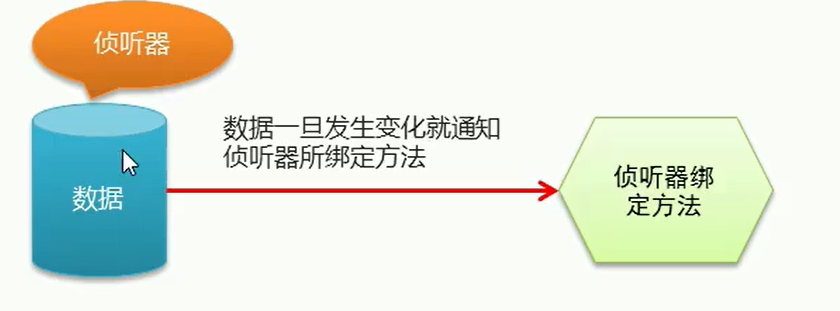 侦听器
数据一旦发生变化就通知
侦听器所绑定方法
数据
侦听器绑
定方法